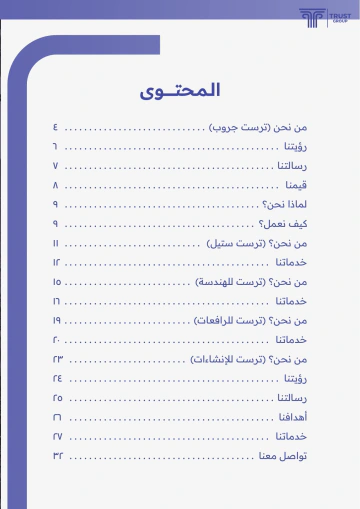 TRUST
GROUP
المحتــوى
من نحن (ترست جروب) ............................ ٤
رؤيتنا ............................................ ٦
رسالتنا ........................................... ٧
قيمنا ............................................ ٨
لماذا نحن؟ ....................................... ٩
كيف نعمل؟ ....................................... ٩
من نحن؟ (ترست ستيل) ............................ ١١
خدماتنا .......................................... ١٢
من نحن؟ (ترست للهندسة) ........................ ١٥
خدماتنا .......................................... ١٦
من نحن؟ (ترست للرافعات) ........................ ١٩
خدماتنا .......................................... ٢٠
من نحن؟ (ترست للإنشاءات) ....................... ٢٣
رؤيتنا ........................................... ٢٤
رسالتنا .......................................... ٢٥
أهدافنا .......................................... ٢٦
خدماتنا .......................................... ٢٧
تواصل معنا ...................................... ٣٢